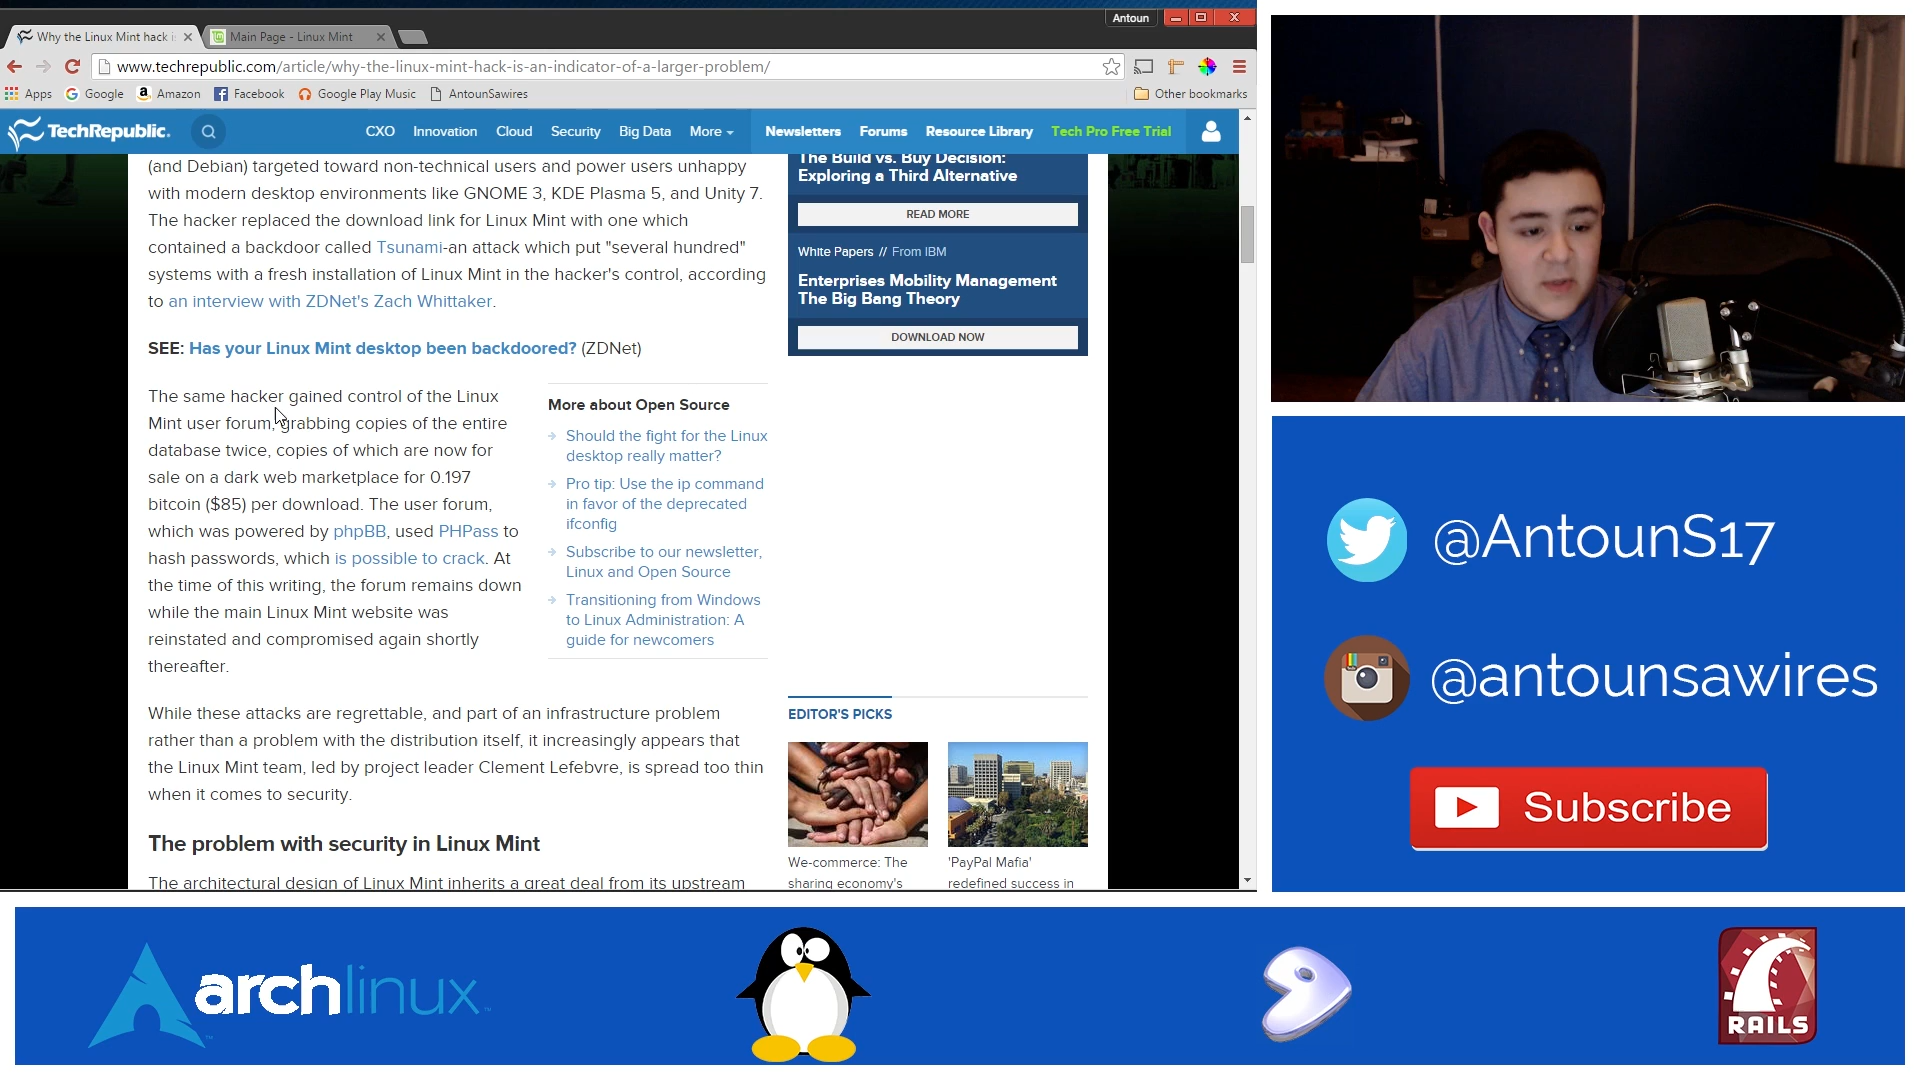 Antoun
Why the Linux Mint hack is
Main Page - Linux Mint
www.techrepublic.com/article/why-the-linux-mint-hack-is-an-indicator-of-a-larger-problem/
Apps Google Amazon Facebook Google Play Music AntounSawires Other bookmarks
TechRepublic. CXO Innovation Cloud Security Big Data More Newsletters Forums Resource Library Tech Pro Free Trial
(and Debian) targeted toward non-technical users and power users unhappy
with modern desktop environments like GNOME 3, KDE Plasma 5, and Unity 7.
The hacker replaced the download link for Linux Mint with one which
contained a backdoor called Tsunami-an attack which put "several hundred"
systems with a fresh installation of Linux Mint in the hacker's control, according
to an interview with ZDNet's Zach Whittaker.
SEE: Has your Linux Mint desktop been backdoored? (ZDNet)
The same hacker gained control of the Linux
Mint user forum, grabbing copies of the entire
database twice, copies of which are now for
sale on a dark web marketplace for 0.197
bitcoin ($85) per download. The user forum,
which was powered by phpBB, used PHPass to
hash passwords, which is possible to crack. At
the time of this writing, the forum remains down
while the main Linux Mint website was
reinstated and compromised again shortly
thereafter.
More about Open Source
Should the fight for the Linux
desktop really matter?
Pro tip: Use the ip command
in favor of the deprecated
ifconfig
Subscribe to our newsletter,
Linux and Open Source
Transitioning from Windows
to Linux Administration: A
guide for newcomers
While these attacks are regrettable, and part of an infrastructure problem
rather than a problem with the distribution itself, it increasingly appears that
the Linux Mint team, led by project leader Clement Lefebvre, is spread too thin
when it comes to security.
The problem with security in Linux Mint
The architectural design of Linux Mint inherits a great deal from its upstream
The Build vs. Buy Decision:
Exploring a Third Alternative
READ MORE
White Papers // From IBM
Enterprises Mobility Management
The Big Bang Theory
DOWNLOAD NOW
EDITOR'S PICKS
We-commerce: The
sharing economy's
'PayPal Mafia'
redefined success in
@AntounS17
@antounsawires
Subscribe
archlinux
RAILS